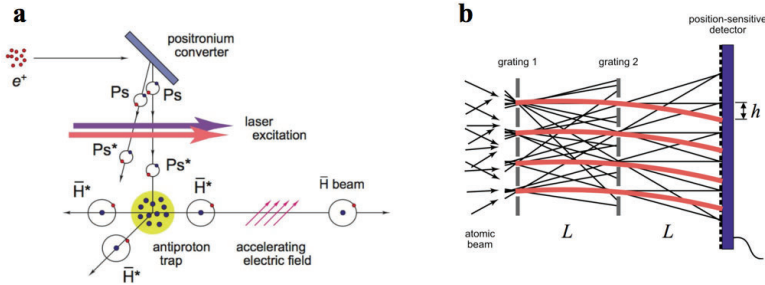 a
positronium
converter
e+
Ps
Ps
laser
excitation
Ps*
Ps*
H̅*
H̅*
H̅ beam
antiproton
trap
accelerating
electric field
H̅*
b
position-sensitive
detector
grating 1
grating 2
h
atomic
beam
L
L